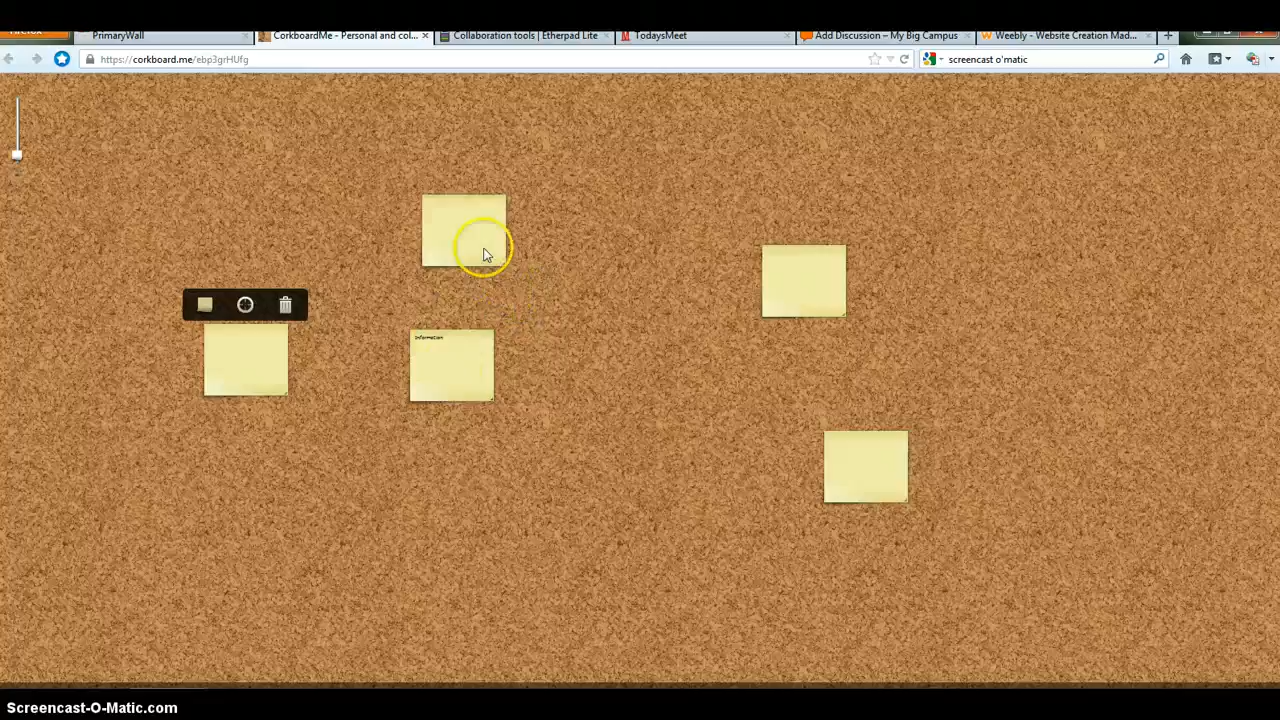 PrimaryWall
CorkboardMe - Personal and col...
Collaboration tools | Etherpad Lite
TodaysMeet
Add Discussion – My Big Campus
Weebly - Website Creation Mad...
https://corkboard.me/ebp3grHUfg
screencast o'matic
Information
Screencast-O-Matic.com